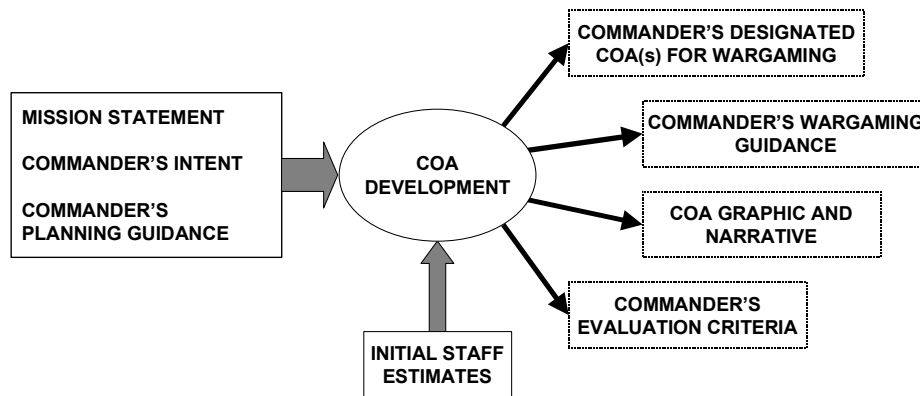 MISSION STATEMENT
COMMANDER'S INTENT
COMMANDER'S
PLANNING GUIDANCE
COA
DEVELOPMENT
INITIAL STAFF
ESTIMATES
COMMANDER'S DESIGNATED
COA(s) FOR WARGAMING
COMMANDER'S WARGAMING
GUIDANCE
COA GRAPHIC AND
NARRATIVE
COMMANDER'S
EVALUATION CRITERIA